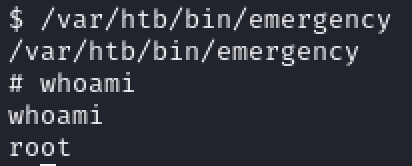 $ /var/htb/bin/emergency
/var/htb/bin/emergency
# whoami
whoami
root